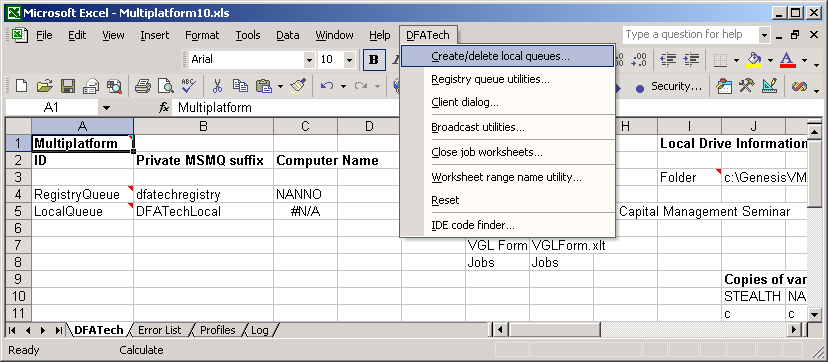 Microsoft Excel - Multiplatform10.xls
File Edit View Insert Format Tools Data Window Help DFATech Type a question for help
Arial 10 B Security...
A1 fx Multiplatform
Create/delete local queues...
Registry queue utilities...
Client dialog...
Broadcast utilities...
Close job worksheets...
Worksheet range name utility...
Reset
IDE code finder...
A B C D H I J
1 Multiplatform Local Drive Information
2 ID Private MSMQ suffix Computer Name
3 Folder c:\GenesisVM
4 RegistryQueue dfatechregistry NANNO
5 LocalQueue DFATechLocal #N/A Capital Management Seminar
6
7 VGL Form VGLForm.xlt
8 Jobs Jobs
9 Copies of var
10 STEALTH NA
11 c c
DFATech Error List Profiles Log
Ready Calculate